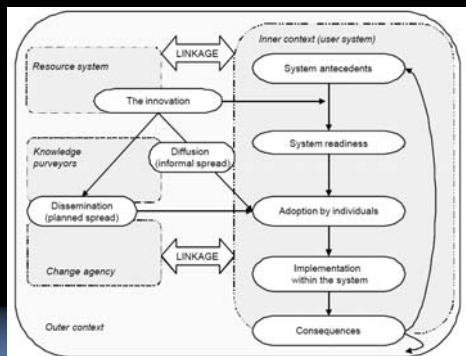 LINKAGE
Inner context (user system)
Resource system
System antecedents
The innovation
Knowledge
purveyors
Diffusion
(informal spread)
System readiness
Dissemination
(planned spread)
Adoption by individuals
LINKAGE
Change agency
Implementation
within the system
Outer context
Consequences